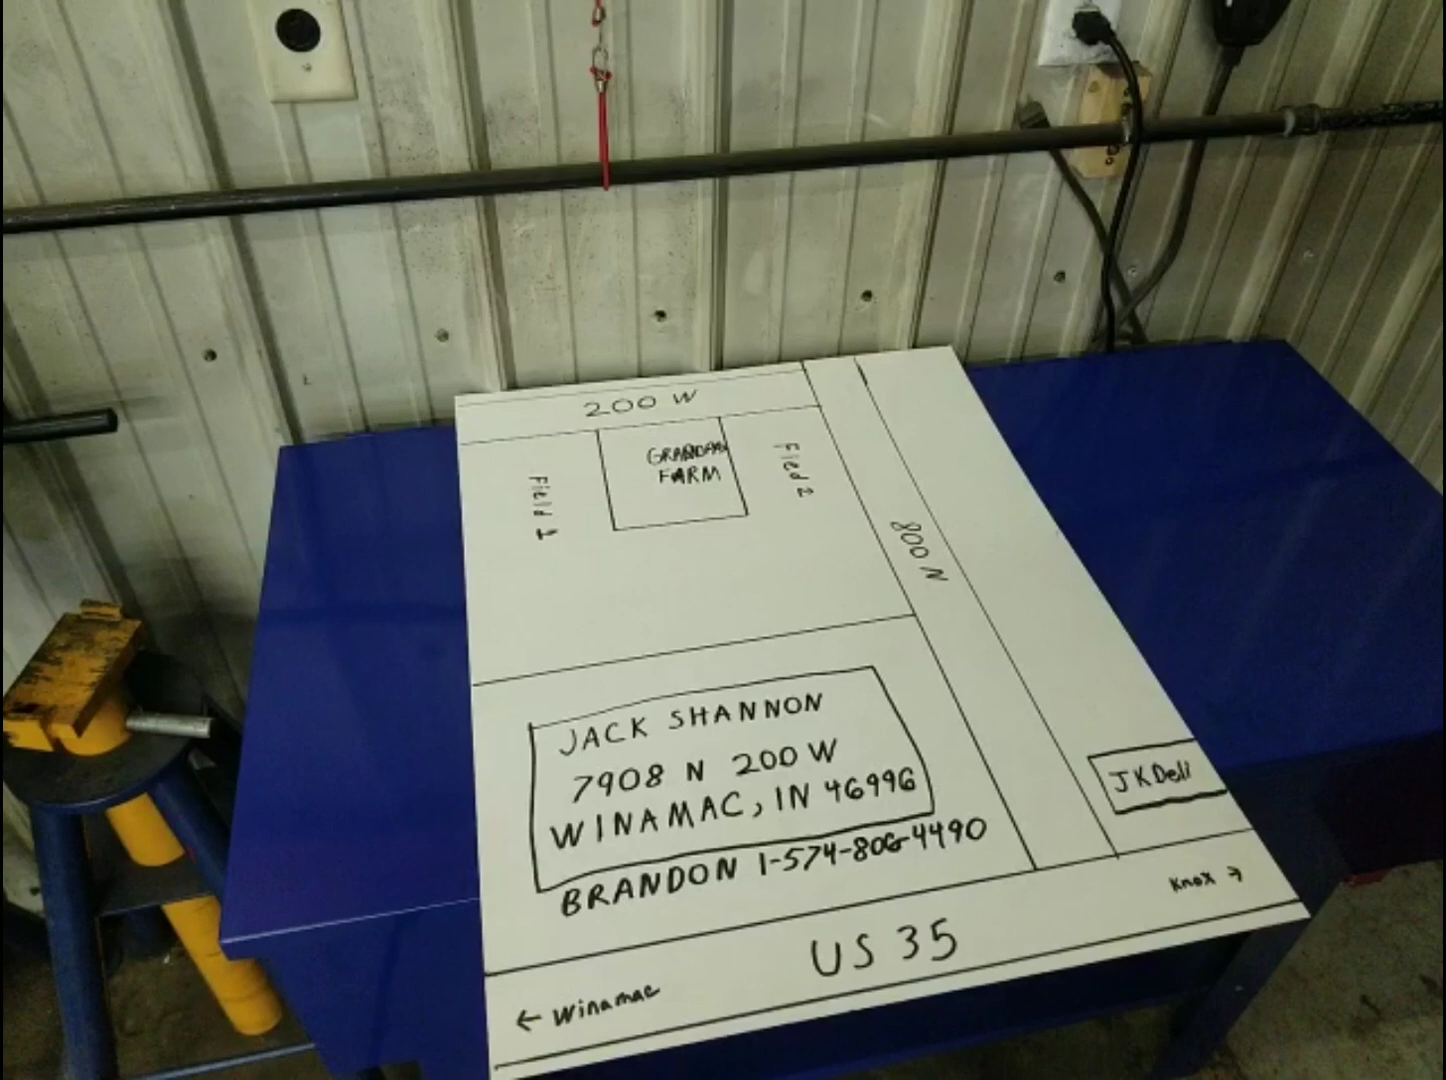 200 W
GRANDPA
FARM
Field 1
Fied 2
800 N
JACK SHANNON
7908 N 200 W
WINAMAC, IN 46996
BRANDON 1-574-806-4490
JK Deli
Knox →
US 35
← Winamac